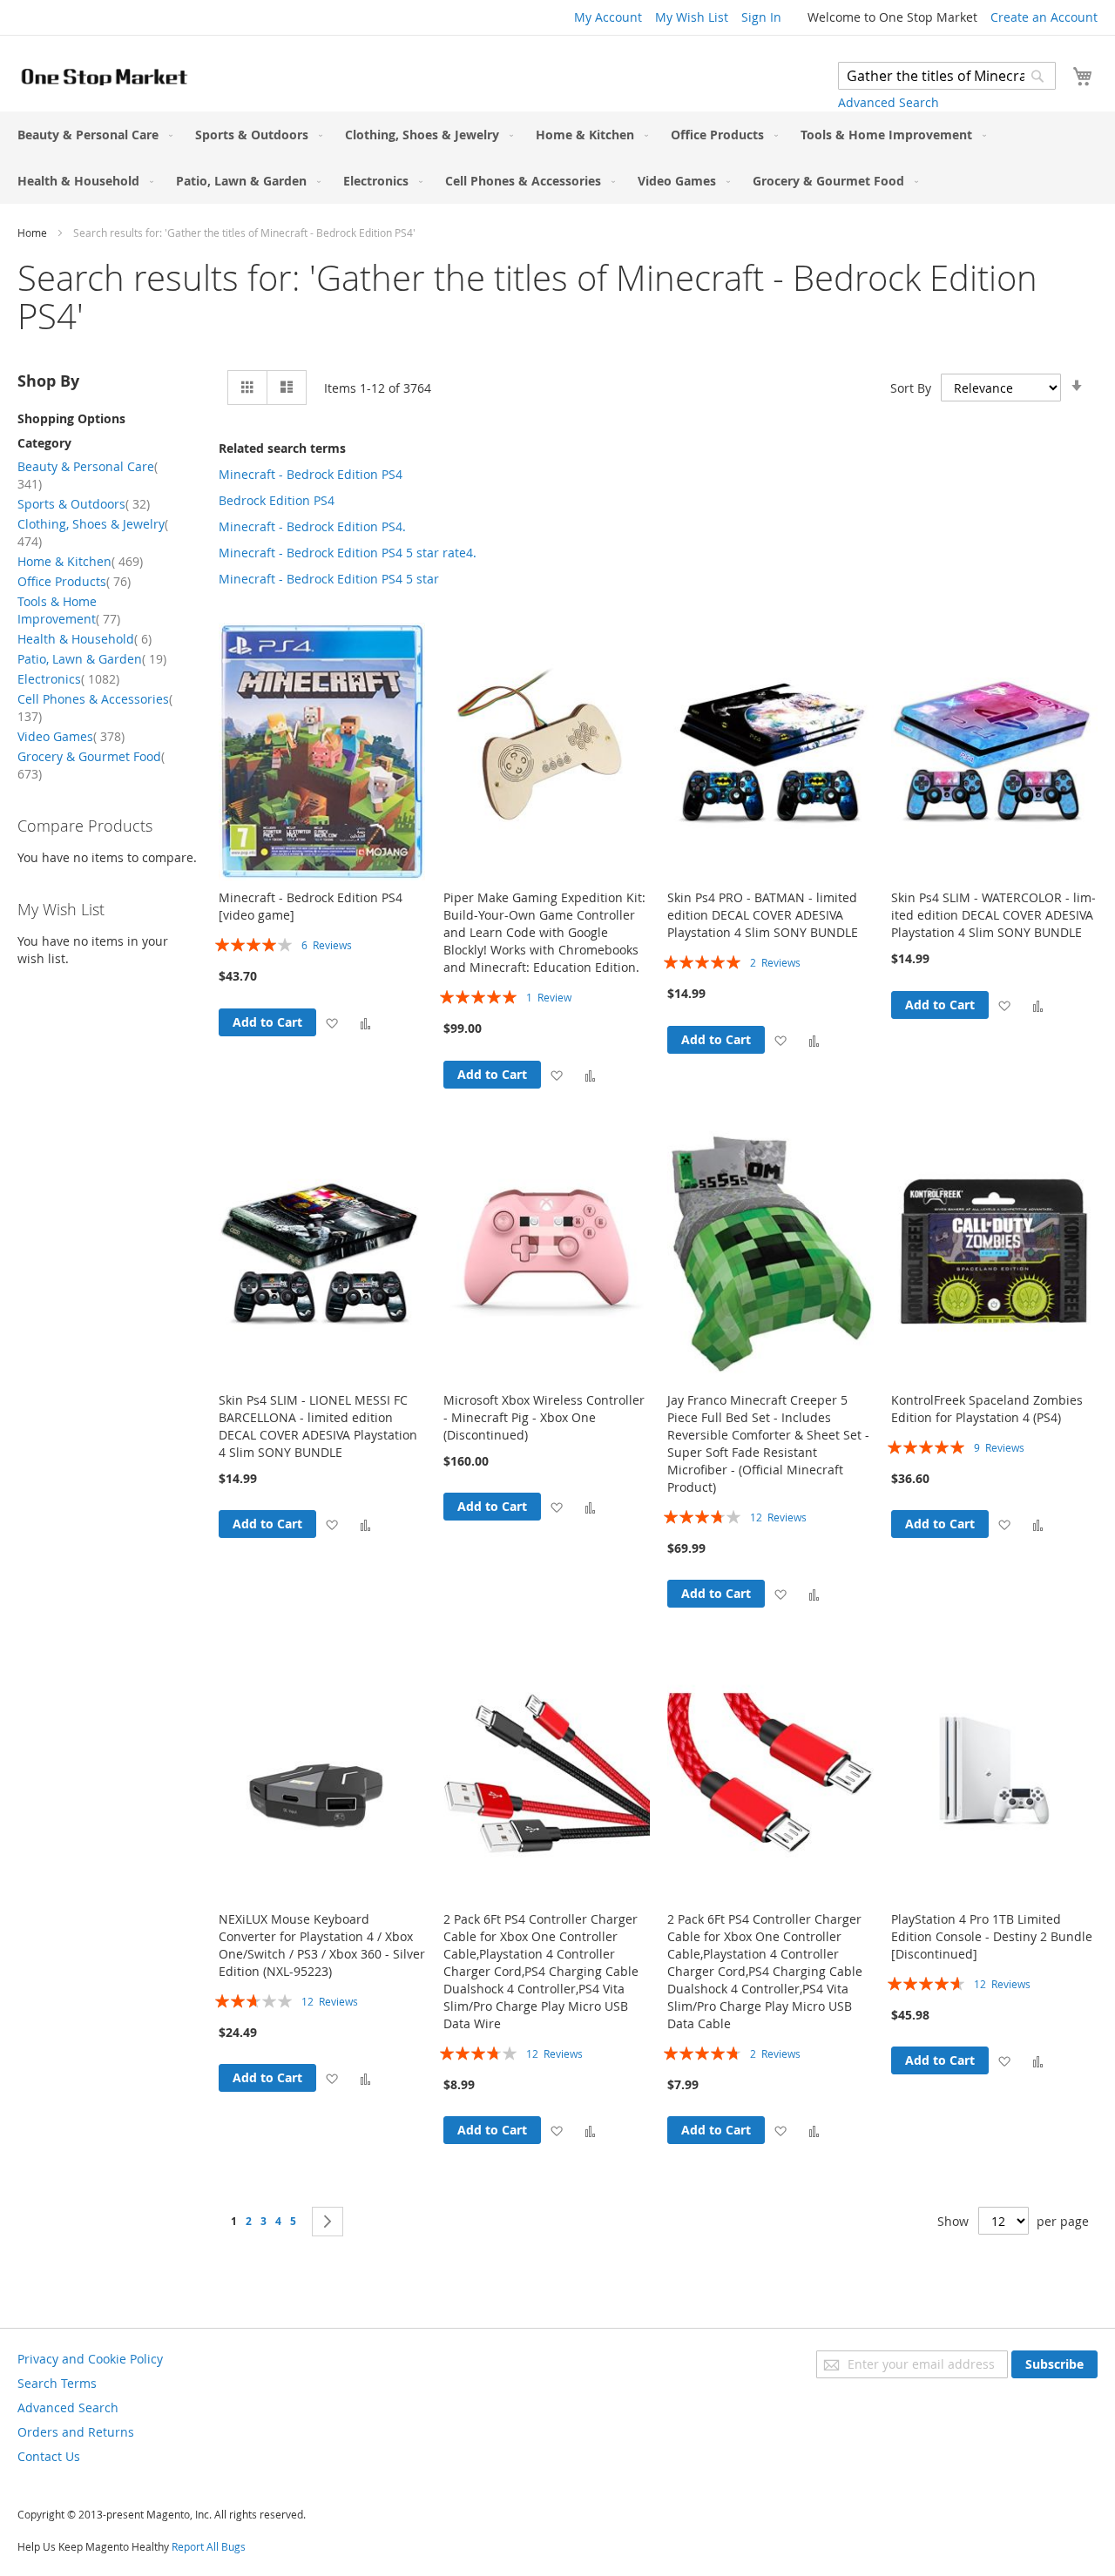 My Account My Wish List Sign In Welcome to One Stop Market Create an Account
One Stop Market
Gather the titles of Minecra
Advanced Search
Beauty & Personal Care Sports & Outdoors Clothing, Shoes & Jewelry Home & Kitchen Office Products Tools & Home Improvement
Health & Household Patio, Lawn & Garden Electronics Cell Phones & Accessories Video Games Grocery & Gourmet Food
Home Search results for: 'Gather the titles of Minecraft - Bedrock Edition PS4'
Search results for: 'Gather the titles of Minecraft - Bedrock Edition
PS4'
Shop By
Shopping Options
Category
Beauty & Personal Care(
341)
Sports & Outdoors( 32)
Clothing, Shoes & Jewelry(
474)
Home & Kitchen( 469)
Office Products( 76)
Tools & Home
Improvement( 77)
Health & Household( 6)
Patio, Lawn & Garden( 19)
Electronics( 1082)
Cell Phones & Accessories(
137)
Video Games( 378)
Grocery & Gourmet Food(
673)
Compare Products
You have no items to compare.
My Wish List
You have no items in your
wish list.
Items 1-12 of 3764
Sort By Relevance
Related search terms
Minecraft - Bedrock Edition PS4
Bedrock Edition PS4
Minecraft - Bedrock Edition PS4.
Minecraft - Bedrock Edition PS4 5 star rate4.
Minecraft - Bedrock Edition PS4 5 star
PS4
MINECRAFT
7
MOJANG
Minecraft - Bedrock Edition PS4
[video game]
6 Reviews
$43.70
Add to Cart
Piper Make Gaming Expedition Kit:
Build-Your-Own Game Controller
and Learn Code with Google
Blockly! Works with Chromebooks
and Minecraft: Education Edition.
1 Review
$99.00
Add to Cart
Skin Ps4 PRO - BATMAN - limited
edition DECAL COVER ADESIVA
Playstation 4 Slim SONY BUNDLE
2 Reviews
$14.99
Add to Cart
Skin Ps4 SLIM - WATERCOLOR - lim-
ited edition DECAL COVER ADESIVA
Playstation 4 Slim SONY BUNDLE
$14.99
Add to Cart
Skin Ps4 SLIM - LIONEL MESSI FC
BARCELLONA - limited edition
DECAL COVER ADESIVA Playstation
4 Slim SONY BUNDLE
$14.99
Add to Cart
Microsoft Xbox Wireless Controller
- Minecraft Pig - Xbox One
(Discontinued)
$160.00
Add to Cart
Jay Franco Minecraft Creeper 5
Piece Full Bed Set - Includes
Reversible Comforter & Sheet Set -
Super Soft Fade Resistant
Microfiber - (Official Minecraft
Product)
12 Reviews
$69.99
Add to Cart
KONTROLFREEK
CALL OF DUTY
ZOMBIES
SPACELAND EDITION
KONTROLFREEK
KONTROLFREEK
KontrolFreek Spaceland Zombies
Edition for Playstation 4 (PS4)
9 Reviews
$36.60
Add to Cart
NEXiLUX Mouse Keyboard
Converter for Playstation 4 / Xbox
One/Switch / PS3 / Xbox 360 - Silver
Edition (NXL-95223)
12 Reviews
$24.49
Add to Cart
2 Pack 6Ft PS4 Controller Charger
Cable for Xbox One Controller
Cable,Playstation 4 Controller
Charger Cord,PS4 Charging Cable
Dualshock 4 Controller,PS4 Vita
Slim/Pro Charge Play Micro USB
Data Wire
12 Reviews
$8.99
Add to Cart
2 Pack 6Ft PS4 Controller Charger
Cable for Xbox One Controller
Cable,Playstation 4 Controller
Charger Cord,PS4 Charging Cable
Dualshock 4 Controller,PS4 Vita
Slim/Pro Charge Play Micro USB
Data Cable
2 Reviews
$7.99
Add to Cart
PlayStation 4 Pro 1TB Limited
Edition Console - Destiny 2 Bundle
[Discontinued]
12 Reviews
$45.98
Add to Cart
1 2 3 4 5
Show 12 per page
Privacy and Cookie Policy
Search Terms
Advanced Search
Orders and Returns
Contact Us
Enter your email address Subscribe
Copyright © 2013-present Magento, Inc. All rights reserved.
Help Us Keep Magento Healthy Report All Bugs